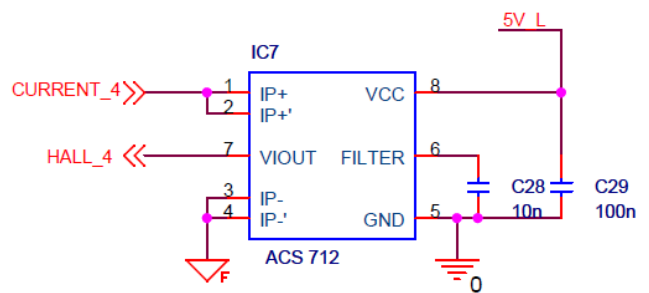 5V_L
IC7
CURRENT_4 1 IP+ VCC 8
2 IP+'
HALL_4 7 VIOUT FILTER 6
3 IP- C28 C29
4 IP-' GND 5 10n 100n
F ACS 712 0